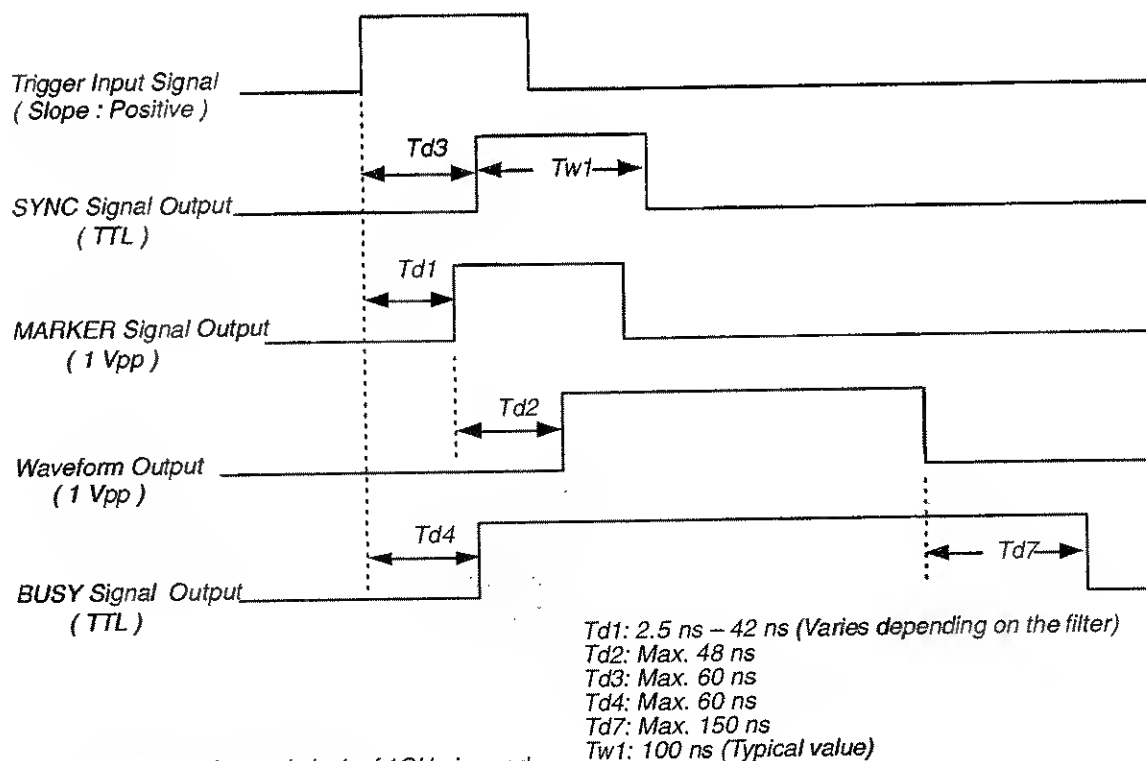 Trigger Input Signal
( Slope : Positive )
Td3
Tw1
SYNC Signal Output
( TTL )
Td1
MARKER Signal Output
( 1 Vpp )
Td2
Waveform Output
( 1 Vpp )
Td4
Td7
BUSY Signal Output
( TTL )
Td1: 2.5 ns – 42 ns (Varies depending on the filter)
Td2: Max. 48 ns
Td3: Max. 60 ns
Td4: Max. 60 ns
Td7: Max. 150 ns
Tw1: 100 ns (Typical value)